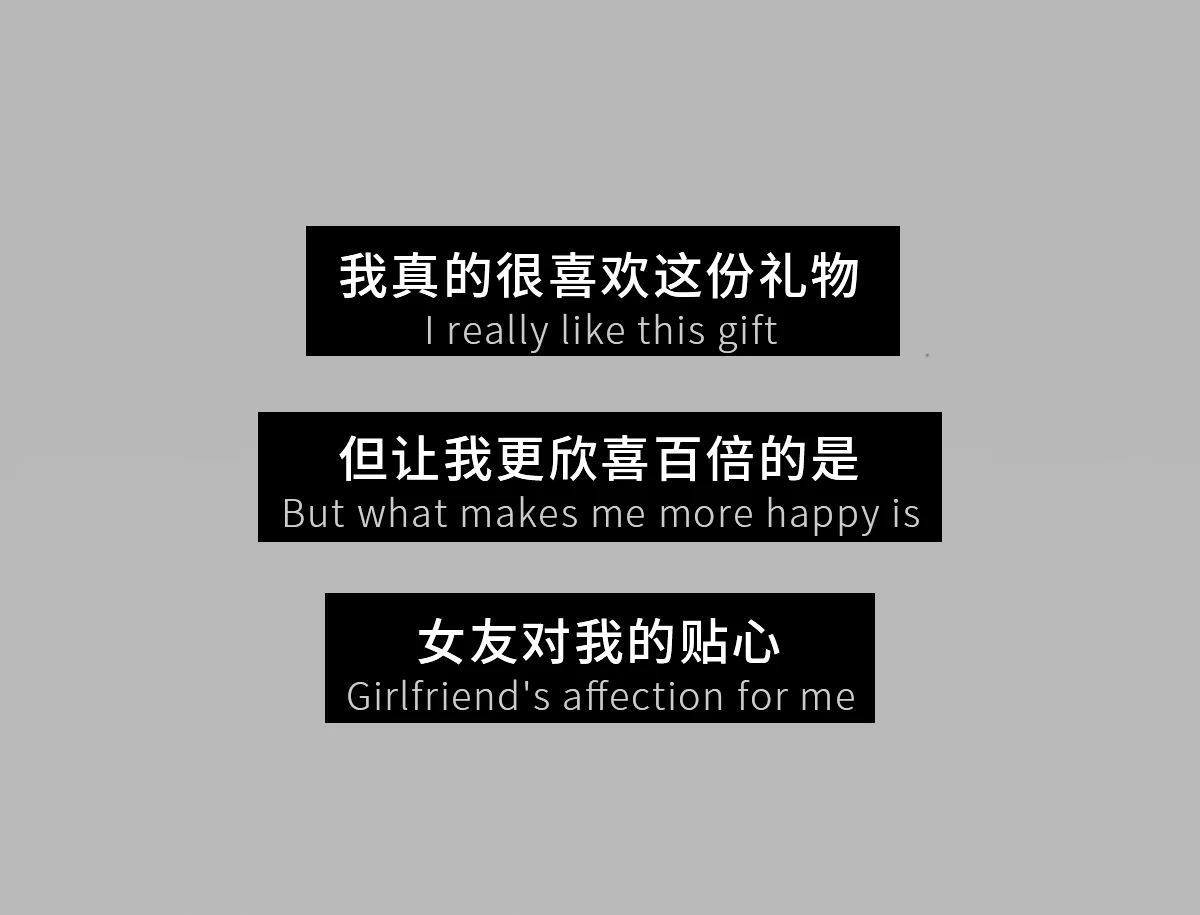 我真的很喜欢这份礼物
I really like this gift
但让我更欣喜百倍的是
But what makes me more happy is
女友对我的贴心
Girlfriend's affection for me